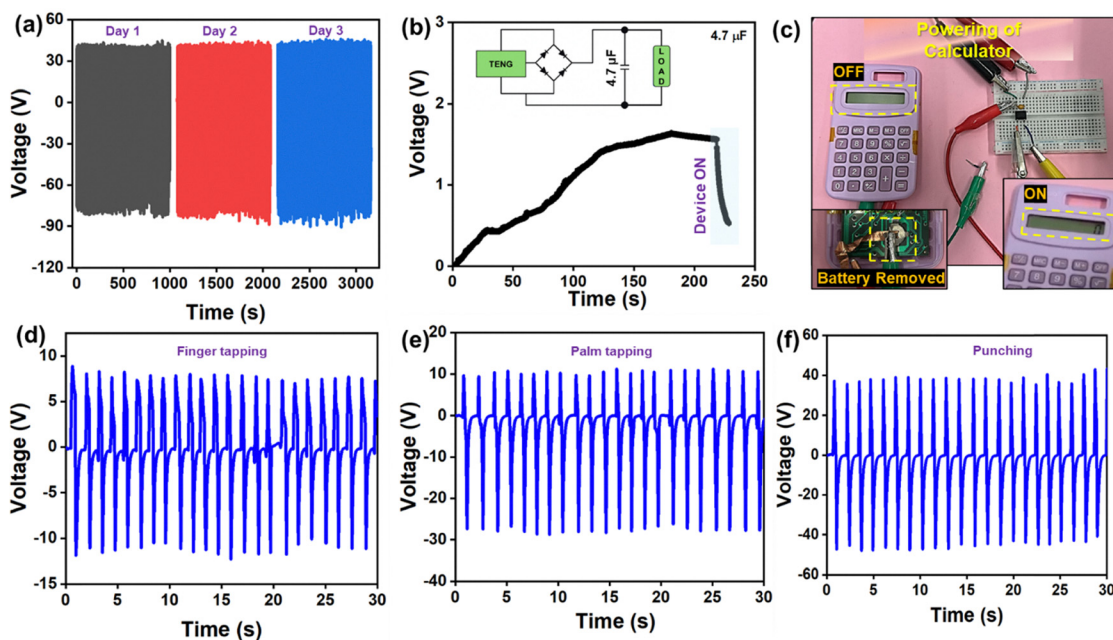 (a)
Day 1
Day 2
Day 3
60
30
0
-30
-60
-90
-120
Voltage (V)
0
500
1000
1500
2000
2500
3000
Time (s)
(b)
3
2
1
0
Voltage (V)
4.7 μF
TENG
4.7 μF
LOAD
Device ON
0
50
100
150
200
250
Time (s)
(c)
Powering of
Calculator
OFF
ON
Battery Removed
(d)
Finger tapping
10
5
0
-5
-10
-15
Voltage (V)
0
5
10
15
20
25
30
Time (s)
(e)
Palm tapping
20
10
0
-10
-20
-30
-40
Voltage (V)
0
5
10
15
20
25
30
Time (s)
(f)
Punching
60
40
20
0
-20
-40
-60
Voltage (V)
0
5
10
15
20
25
30
Time (s)